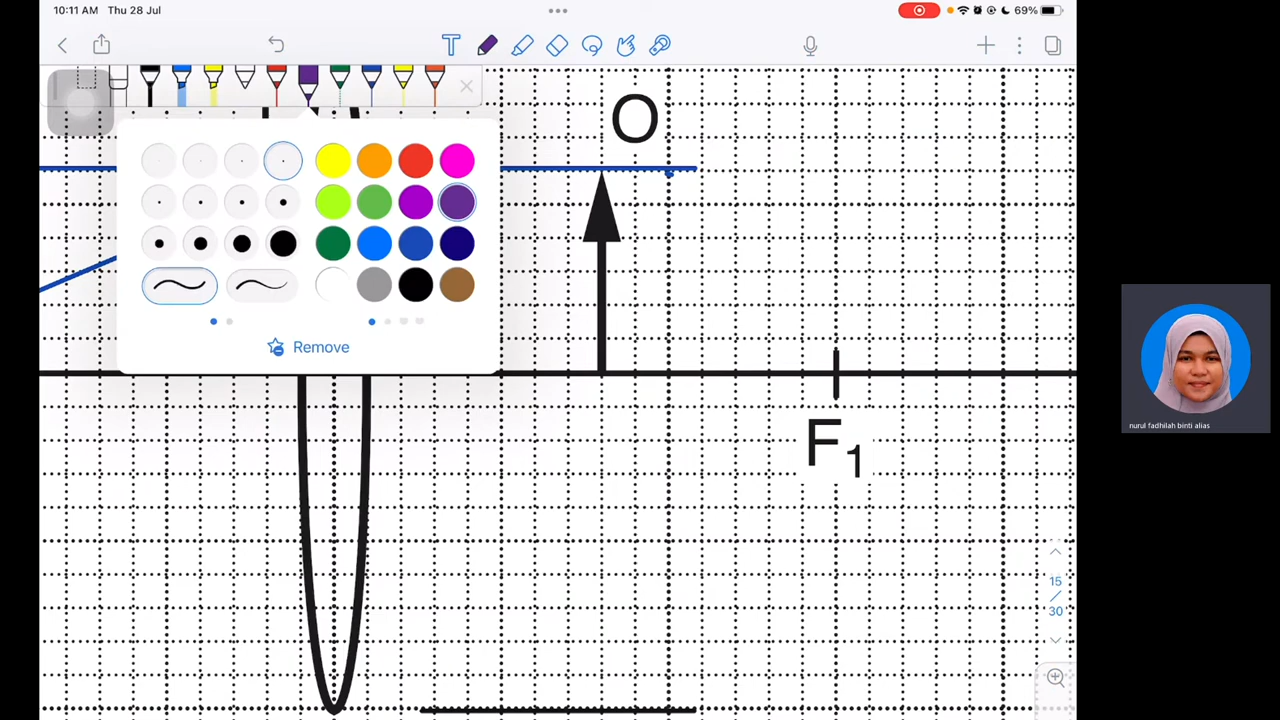 10:11 AM Thu 28 Jul
69%
T
O
Remove
F1
nurul fadhilah binti alias
15
/
30